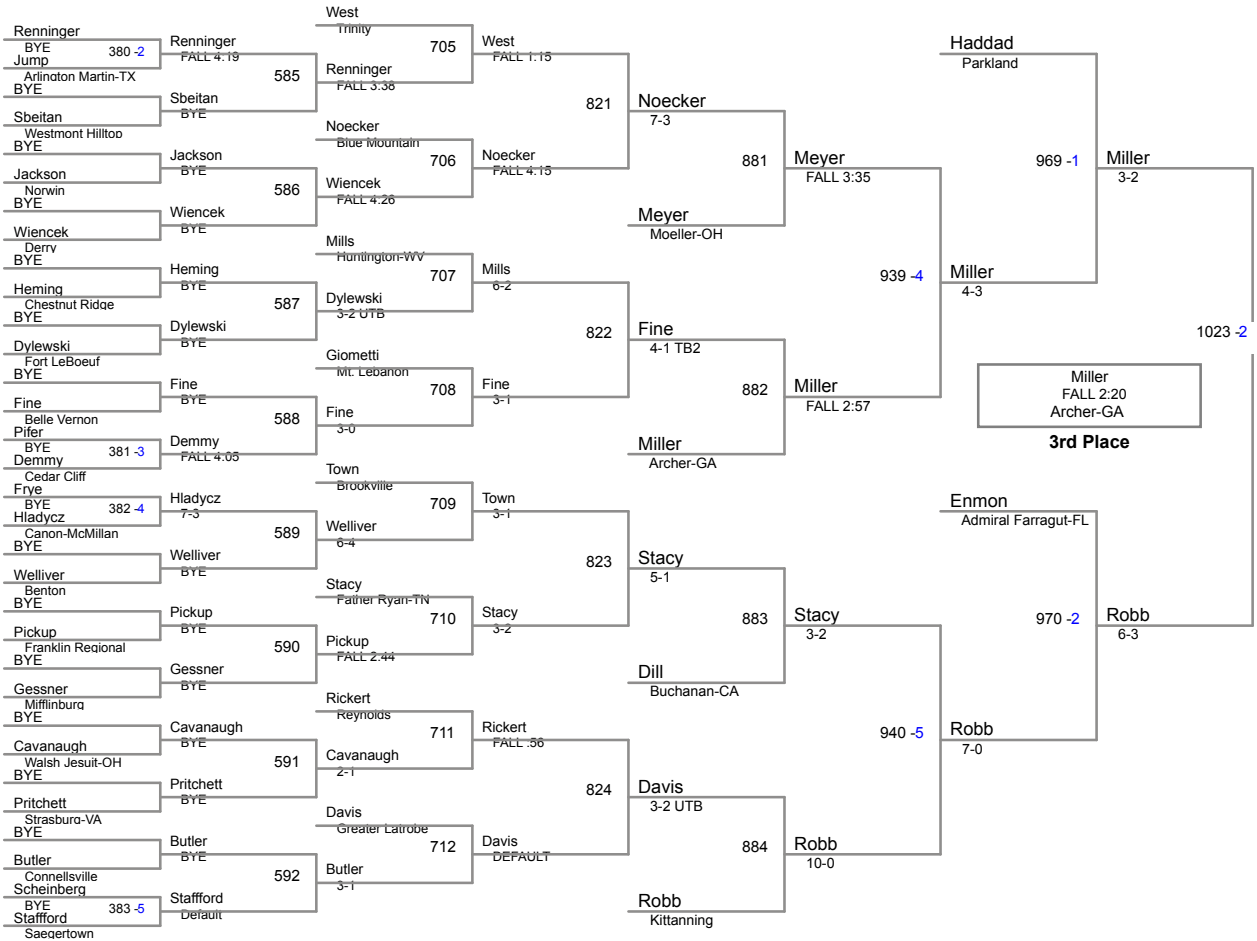 Renninger
BYE
380 -2
Jump
Arlington Martin-TX
BYE
Sbeitan
Westmont Hilltop
BYE
Jackson
Norwin
BYE
Wiencek
Derry
BYE
Heming
Chestnut Ridge
BYE
Dylewski
Fort LeBoeuf
BYE
Fine
Belle Vernon
Pifer
BYE
381 -3
Demmy
Cedar Cliff
Frye
BYE
382 -4
Hladycz
Canon-McMillan
BYE
Welliver
Benton
BYE
Pickup
Franklin Regional
BYE
Gessner
Mifflinburg
BYE
Cavanaugh
Walsh Jesuit-OH
BYE
Pritchett
Strasburg-VA
BYE
Butler
Connellsville
Scheinberg
BYE
383 -5
Staffford
Saegertown
Renninger
FALL 4:19
585
Sbeitan
BYE
Jackson
BYE
586
Wiencek
BYE
Heming
BYE
587
Dylewski
BYE
Fine
BYE
588
Demmy
FALL 4:05
Hladycz
7-3
589
Welliver
BYE
Pickup
BYE
590
Gessner
BYE
Cavanaugh
BYE
591
Pritchett
BYE
Butler
BYE
592
Staffford
Default
West
Trinity
705
Renninger
FALL 3:38
Noecker
Blue Mountain
706
Wiencek
FALL 4:26
Mills
Huntington-WV
707
Dylewski
3-2 UTB
Giometti
Mt. Lebanon
708
Fine
3-0
Town
Brookville
709
Welliver
6-4
Stacy
Father Ryan-TN
710
Pickup
FALL 2:44
Rickert
Reynolds
711
Cavanaugh
2-1
Davis
Greater Latrobe
712
Butler
3-1
West
FALL 1:15
821
Noecker
FALL 4:15
Mills
6-2
822
Fine
3-1
Town
3-1
823
Stacy
3-2
Rickert
FALL :56
824
Davis
DEFAULT
Noecker
7-3
881
Meyer
Moeller-OH
Fine
4-1 TB2
882
Miller
Archer-GA
Stacy
5-1
883
Dill
Buchanan-CA
Davis
3-2 UTB
884
Robb
Kittanning
Meyer
FALL 3:35
939 -4
Miller
FALL 2:57
Stacy
3-2
940 -5
Robb
10-0
Haddad
Parkland
969 -1
Miller
4-3
Enmon
Admiral Farragut-FL
970 -2
Robb
7-0
Miller
3-2
1023 -2
Robb
6-3
Miller
FALL 2:20
Archer-GA
3rd Place